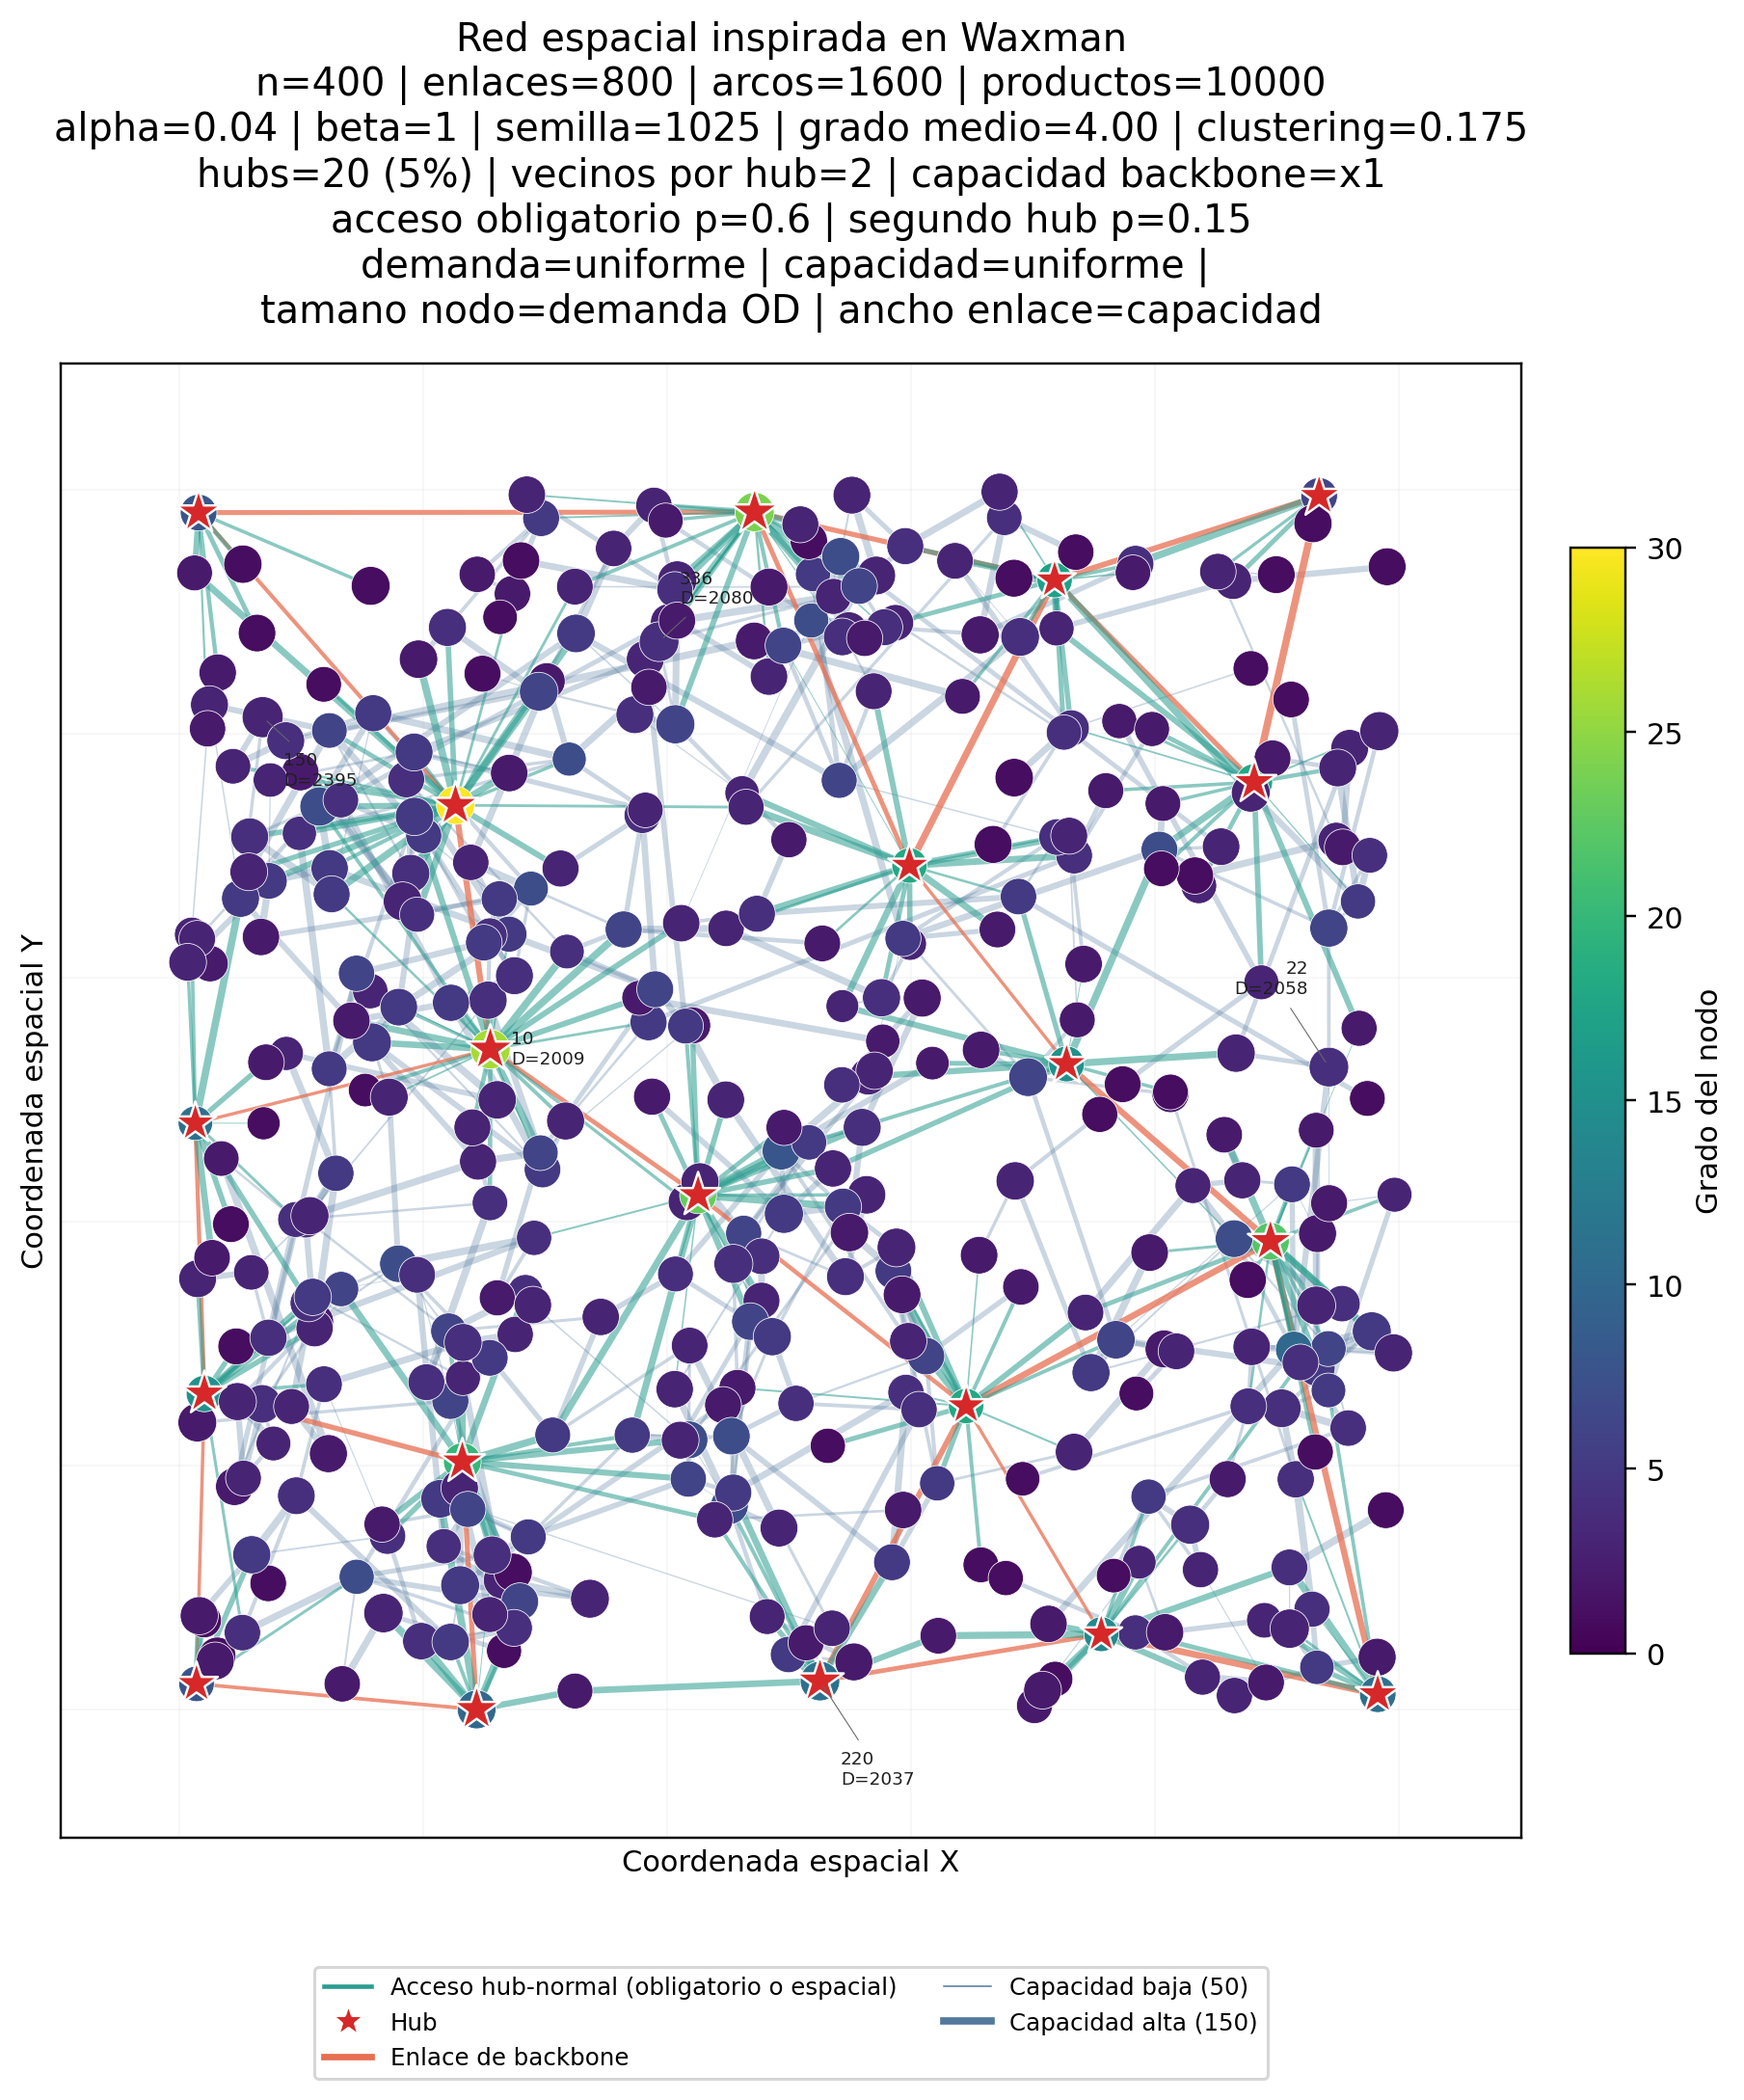 Red espacial inspirada en Waxman
n=400 | enlaces=800 | arcos=1600 | productos=10000
alpha=0.04 | beta=1 | semilla=1025 | grado medio=4.00 | clustering=0.175
hubs=20 (5%) | vecinos por hub=2 | capacidad backbone=x1
acceso obligatorio p=0.6 | segundo hub p=0.15
demanda=uniforme | capacidad=uniforme |
tamano nodo=demanda OD | ancho enlace=capacidad
336
D=2080
150
D=2395
22
D=2058
10
D=2009
220
D=2037
Coordenada espacial Y
Coordenada espacial X
30
25
20
15
10
5
0
Grado del nodo
Acceso hub-normal (obligatorio o espacial)
Hub
Enlace de backbone
Capacidad baja (50)
Capacidad alta (150)